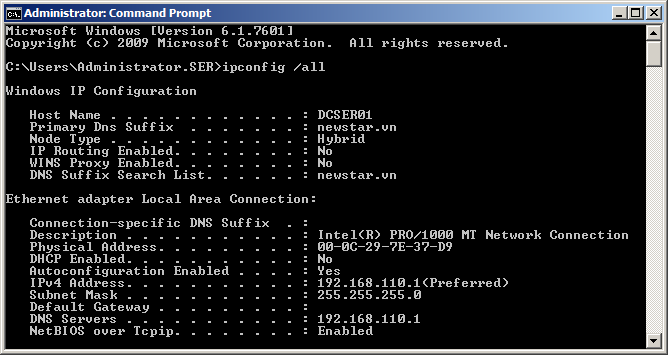 Administrator: Command Prompt
Microsoft Windows [Version 6.1.7601]
Copyright (c) 2009 Microsoft Corporation.  All rights reserved.
C:\Users\Administrator.SER>ipconfig /all
Windows IP Configuration
   Host Name . . . . . . . . . . . . : DCSER01
   Primary Dns Suffix  . . . . . . . : newstar.vn
   Node Type . . . . . . . . . . . . : Hybrid
   IP Routing Enabled. . . . . . . . : No
   WINS Proxy Enabled. . . . . . . . : No
   DNS Suffix Search List. . . . . . : newstar.vn
Ethernet adapter Local Area Connection:
   Connection-specific DNS Suffix  . :
   Description . . . . . . . . . . . : Intel(R) PRO/1000 MT Network Connection
   Physical Address. . . . . . . . . : 00-0C-29-7E-37-D9
   DHCP Enabled. . . . . . . . . . . : No
   Autoconfiguration Enabled . . . . : Yes
   IPv4 Address. . . . . . . . . . . : 192.168.110.1(Preferred)
   Subnet Mask . . . . . . . . . . . : 255.255.255.0
   Default Gateway . . . . . . . . . :
   DNS Servers . . . . . . . . . . . : 192.168.110.1
   NetBIOS over Tcpip. . . . . . . . : Enabled